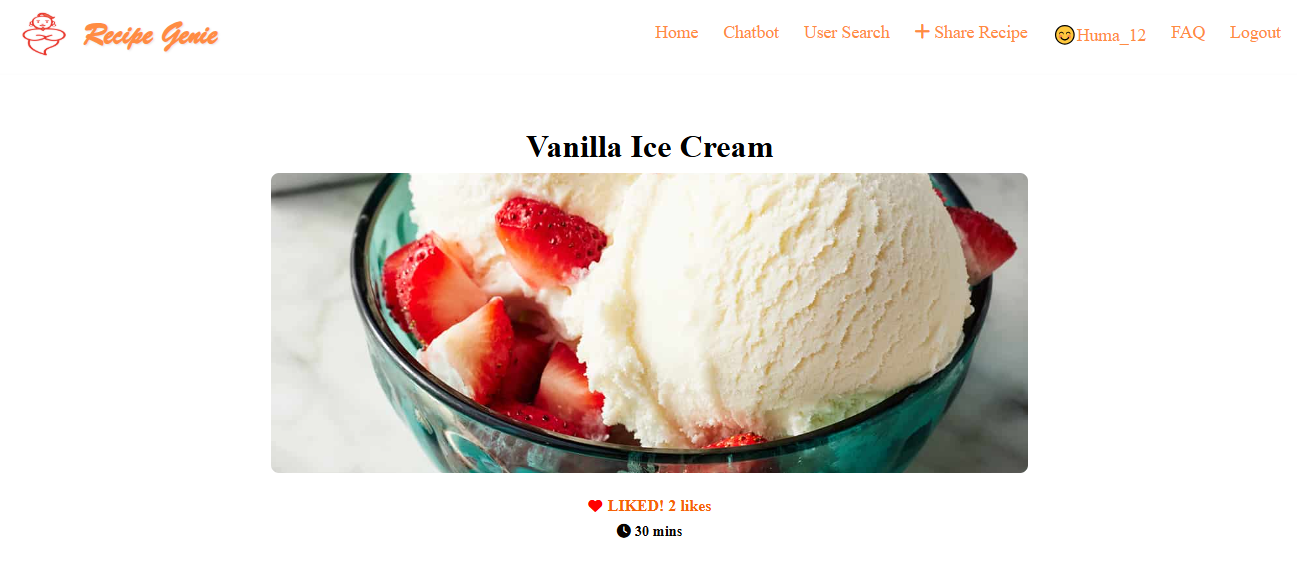 Recipe Genie
Home Chatbot User Search + Share Recipe Huma_12 FAQ Logout
Vanilla Ice Cream
LIKED! 2 likes
30 mins